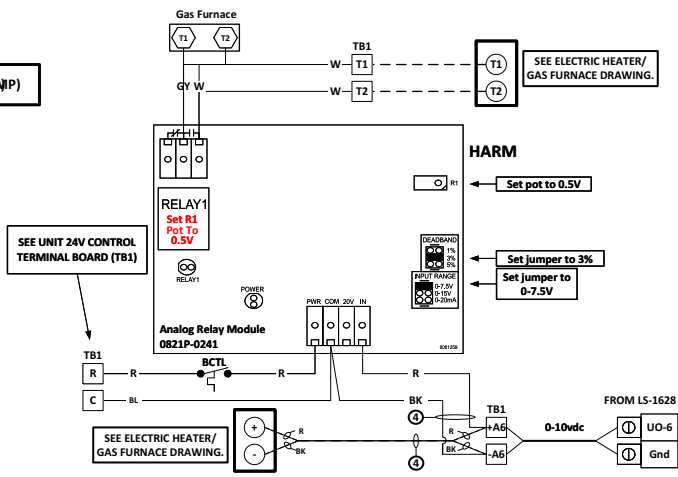 Gas Furnace
T1
T2
TB1
W
T1
T1
GY W
W
T2
T2
SEE ELECTRIC HEATER/
GAS FURNACE DRAWING.
HARM
R1
Set pot to 0.5V
RELAY1
Set R1
Pot To
0.5V
SEE UNIT 24V CONTROL
TERMINAL BOARD (TB1)
DEADBAND
1%
3%
5%
Set jumper to 3%
INPUT RANGE
0-7.5V
0-15V
0-20mA
Set jumper to
0-7.5V
RELAY1
POWER
PWR COM 20V IN
Analog Relay Module
0821P-0241
TB1
BCTL
R
R
R
R
C
BL
BK
FROM LS-1628
4
TB1
+
R
R
+A6
0-10vdc
UO-6
SEE ELECTRIC HEATER/
GAS FURNACE DRAWING.
-
BK
BK
-A6
Gnd
4